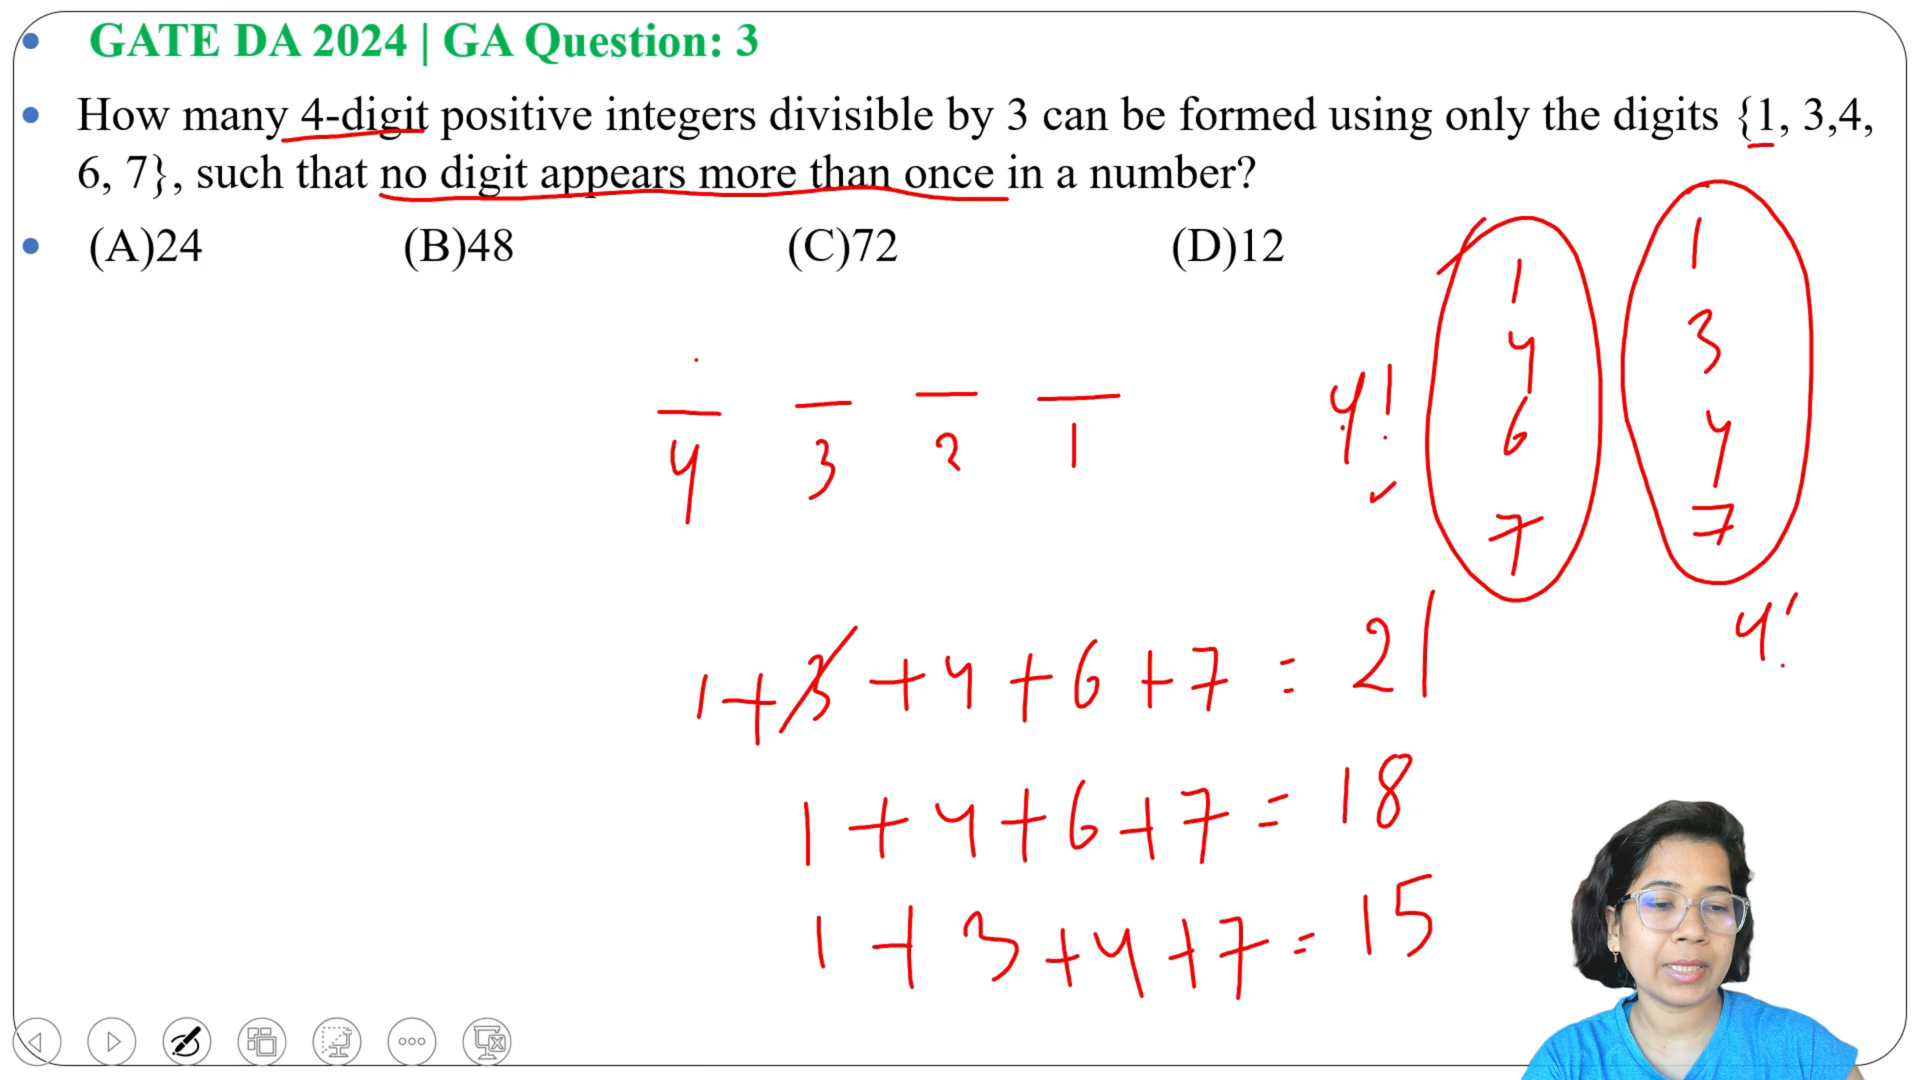 GATE DA 2024 | GA Question: 3
How many 4-digit positive integers divisible by 3 can be formed using only the digits {1, 3,4,
6, 7}, such that no digit appears more than once in a number?
(A)24 (B)48 (C)72 (D)12
4 3 2 1
4!
1
4
6
7
1
3
4
7
4!
1 + 3 + 4 + 6 + 7 = 21
1 + 4 + 6 + 7 = 18
1 + 3 + 4 + 7 = 15